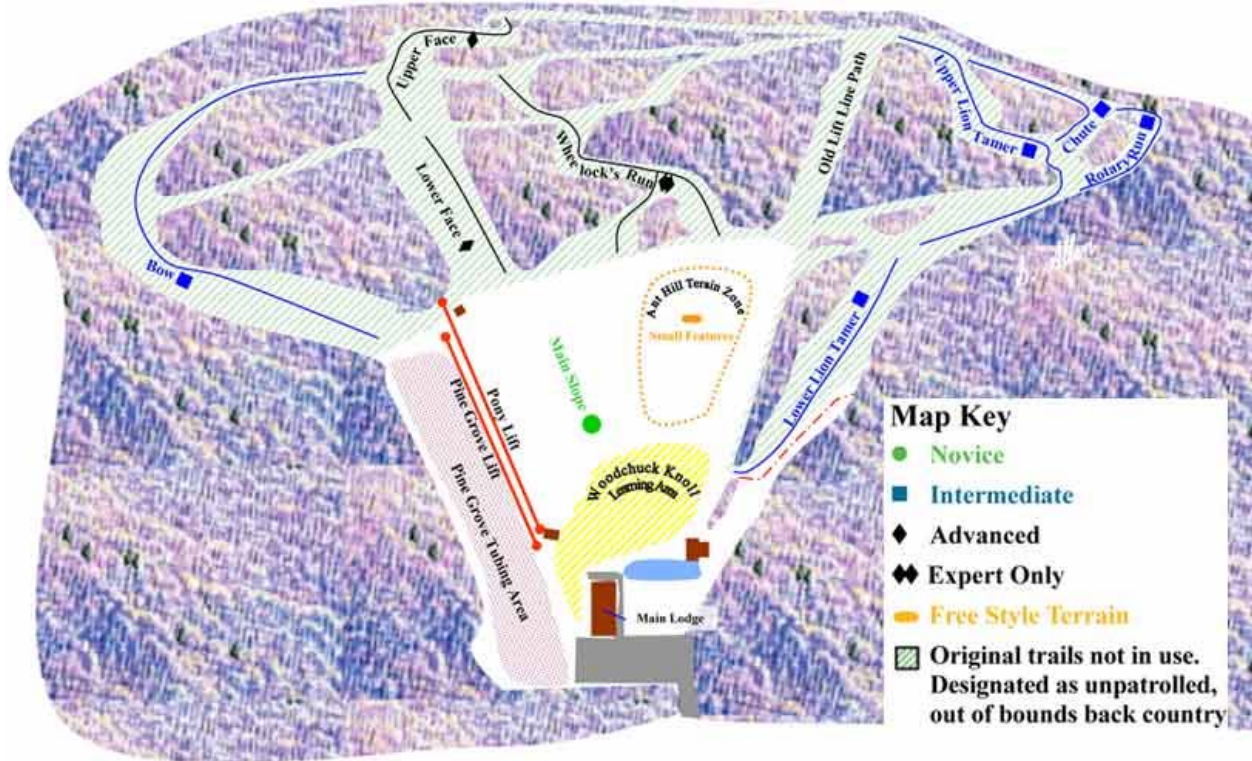 Upper Face
Lower Face
Wheelock's Run
Old Lift Line Path
Upper Lion Tamer
Chute
Rotary Run
Bow
Ant Hill Terain Zone
Small Features
Main Slope
Lower Lion Tamer
Pony Lift
Pine Grove Lift
Pine Grove Tubing Area
Woodchuck Knoll
Learning Area
Main Lodge
Map Key
Novice
Intermediate
Advanced
Expert Only
Free Style Terrain
Original trails not in use.
Designated as unpatrolled,
out of bounds back country